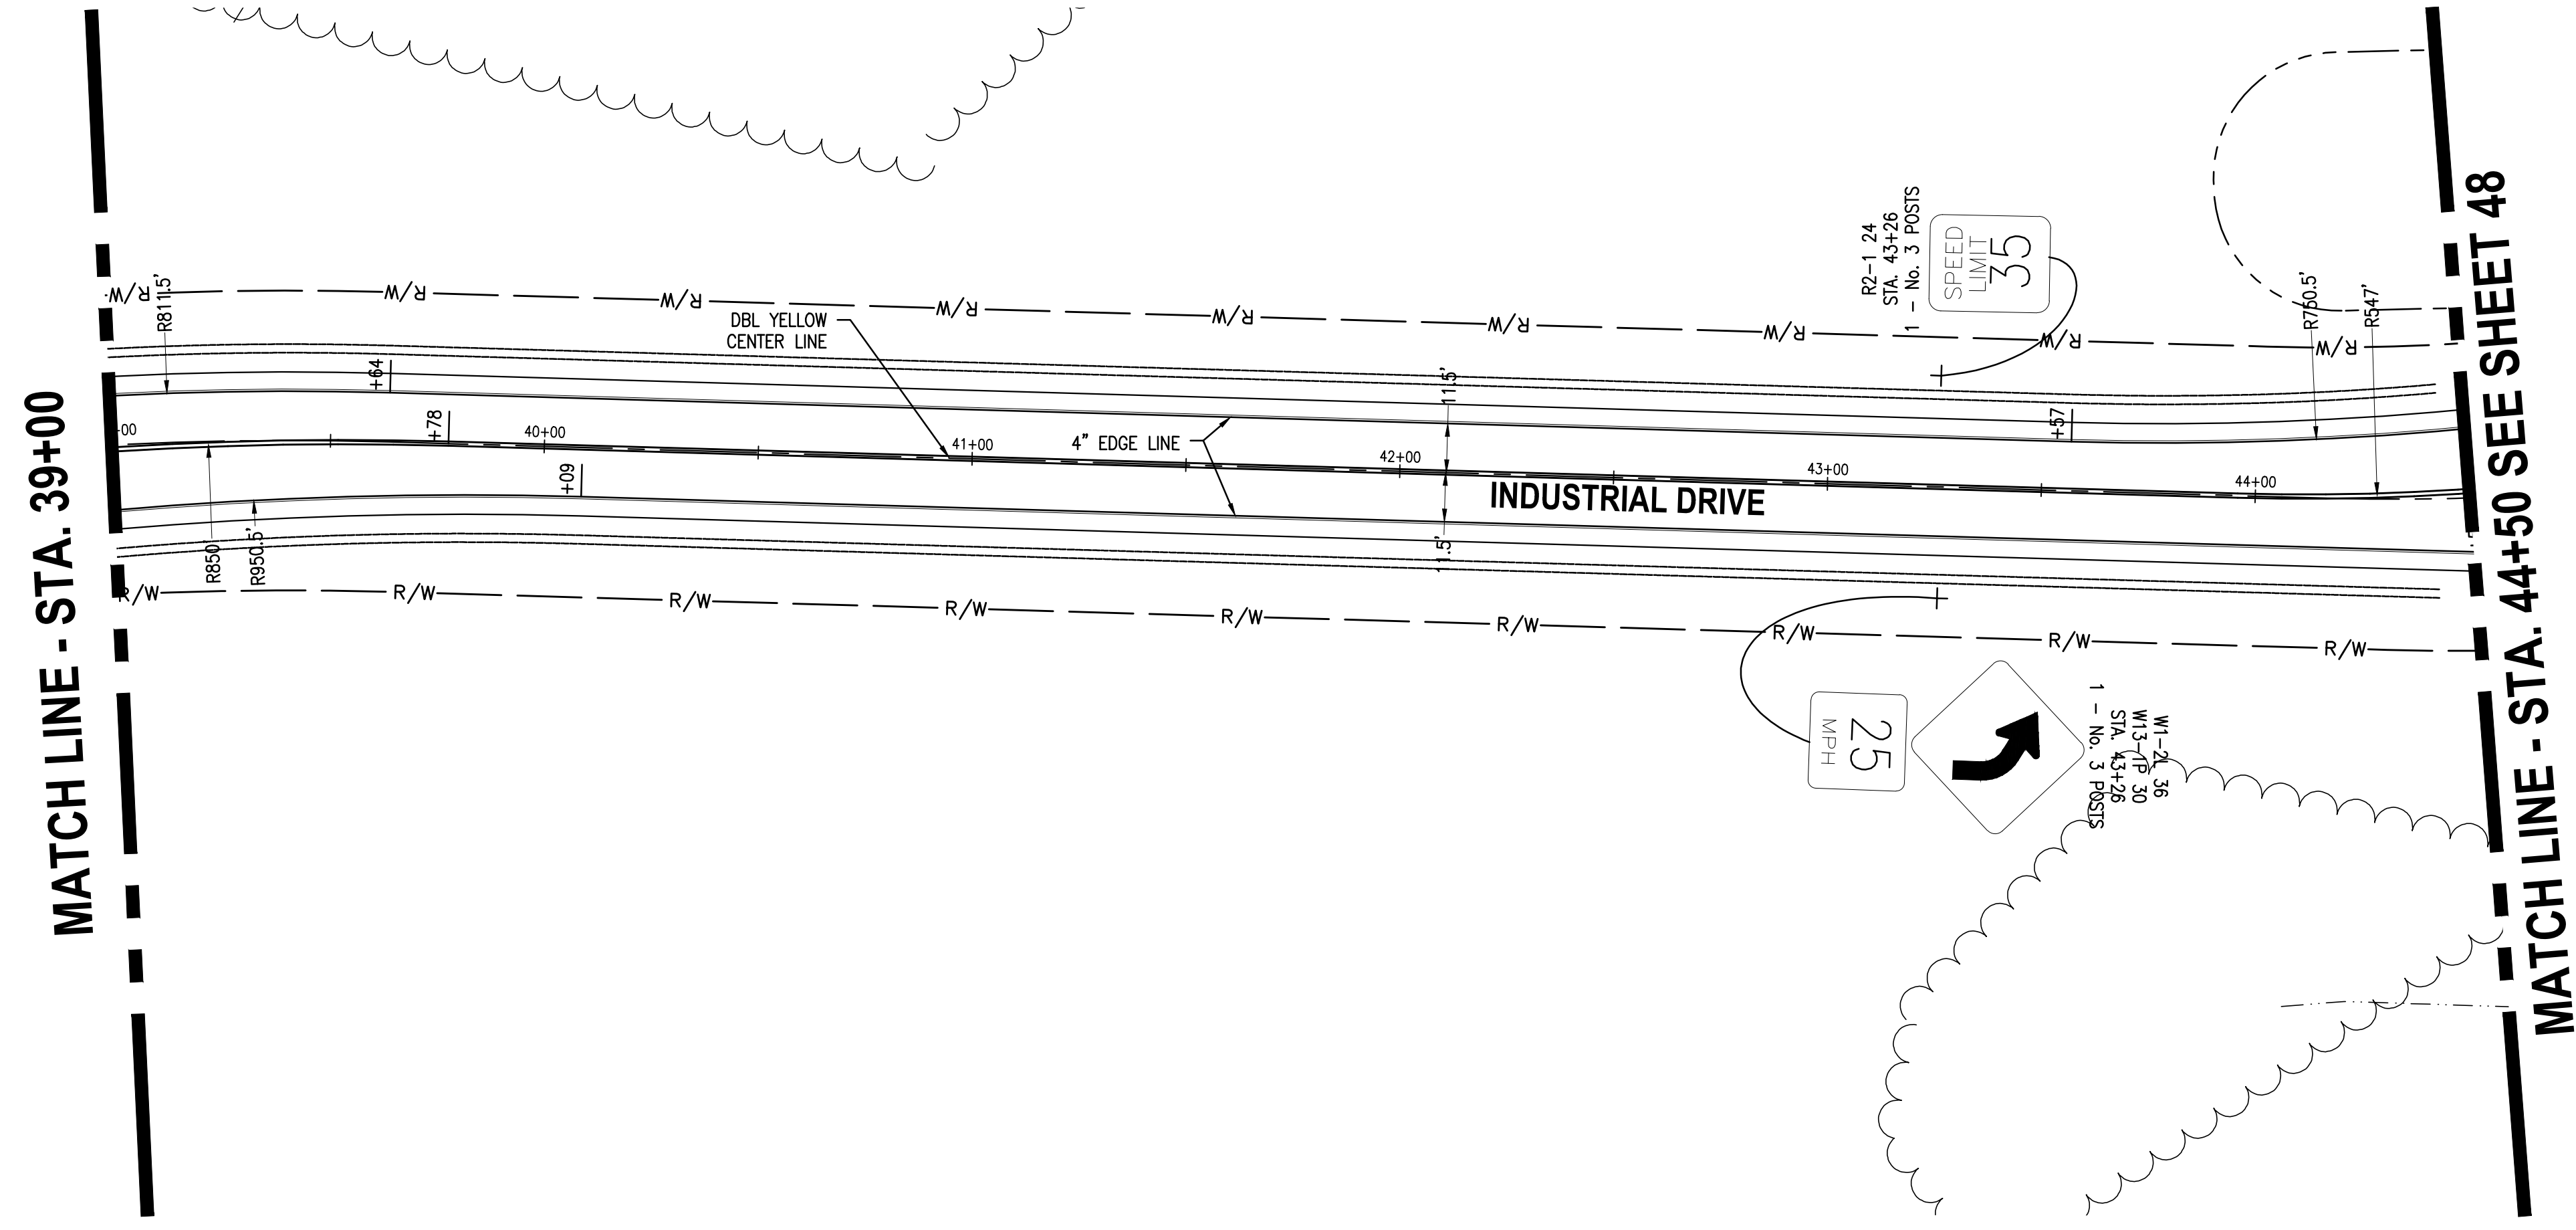 MATCH LINE - STA. 39+00
R/W R/W R/W R/W R/W R/W R/W R/W R/W
R811.5'
+64
+78
DBL YELLOW
CENTER LINE
4" EDGE LINE
11.5'
R2-1 24
STA. 43+26
1 - No. 3 POSTS
SPEED
LIMIT
35
+57
R750.5'
R547'
-00
40+00
41+00
42+00
43+00
44+00
+09
INDUSTRIAL DRIVE
R850'
R950.5'
11.5'
R/W R/W R/W R/W R/W R/W R/W R/W R/W
25
MPH
W1-2L 36
W13-1P 30
STA. 43+26
1 - No. 3 POSTS
MATCH LINE - STA. 44+50 SEE SHEET 48